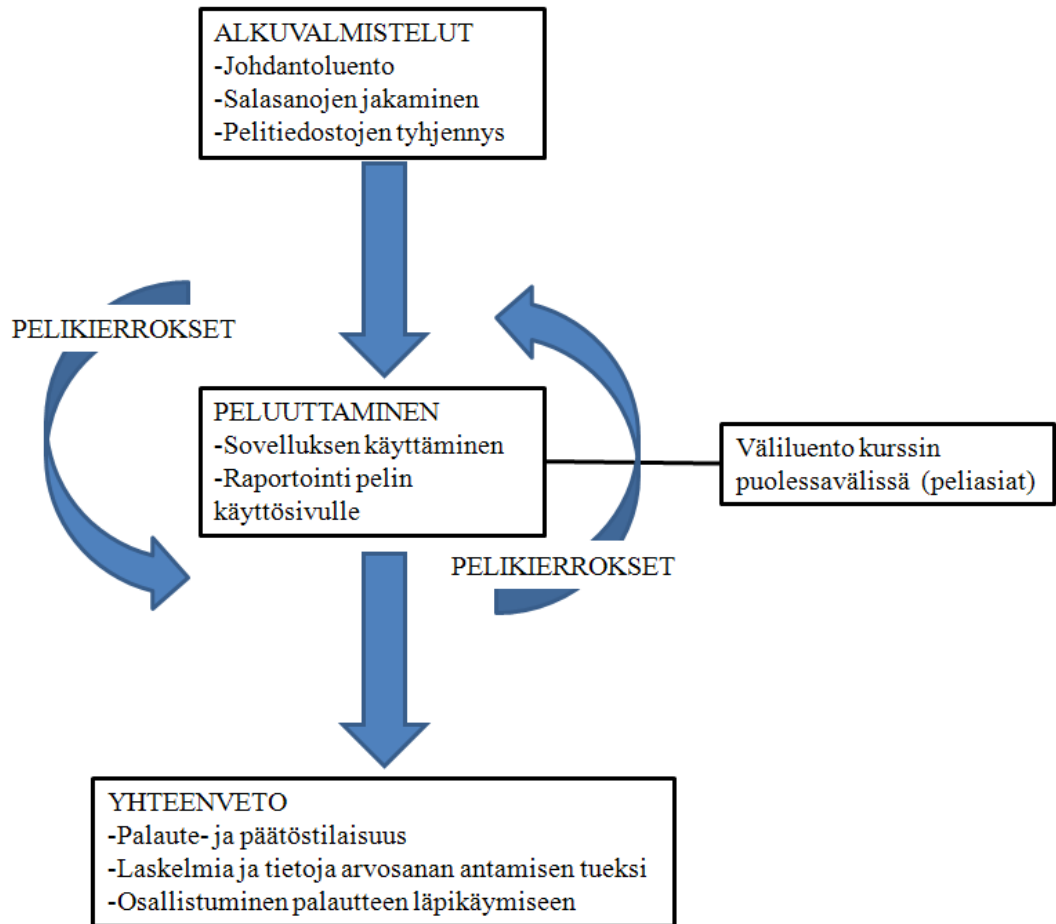 ALKUVALMISTELUT
-Johdantoluento
-Salasanojen jakaminen
-Pelitiedostojen tyhjennys
PELIKIERROKSET
PELUUTTAMINEN
-Sovelluksen käyttäminen
-Raportointi pelin
käyttösivulle
Väliluento kurssin
puolessavälissä (peliasiat)
PELIKIERROKSET
YHTEENVETO
-Palaute- ja päätöstilaisuus
-Laskelmia ja tietoja arvosanan antamisen tueksi
-Osallistuminen palautteen läpikäymiseen